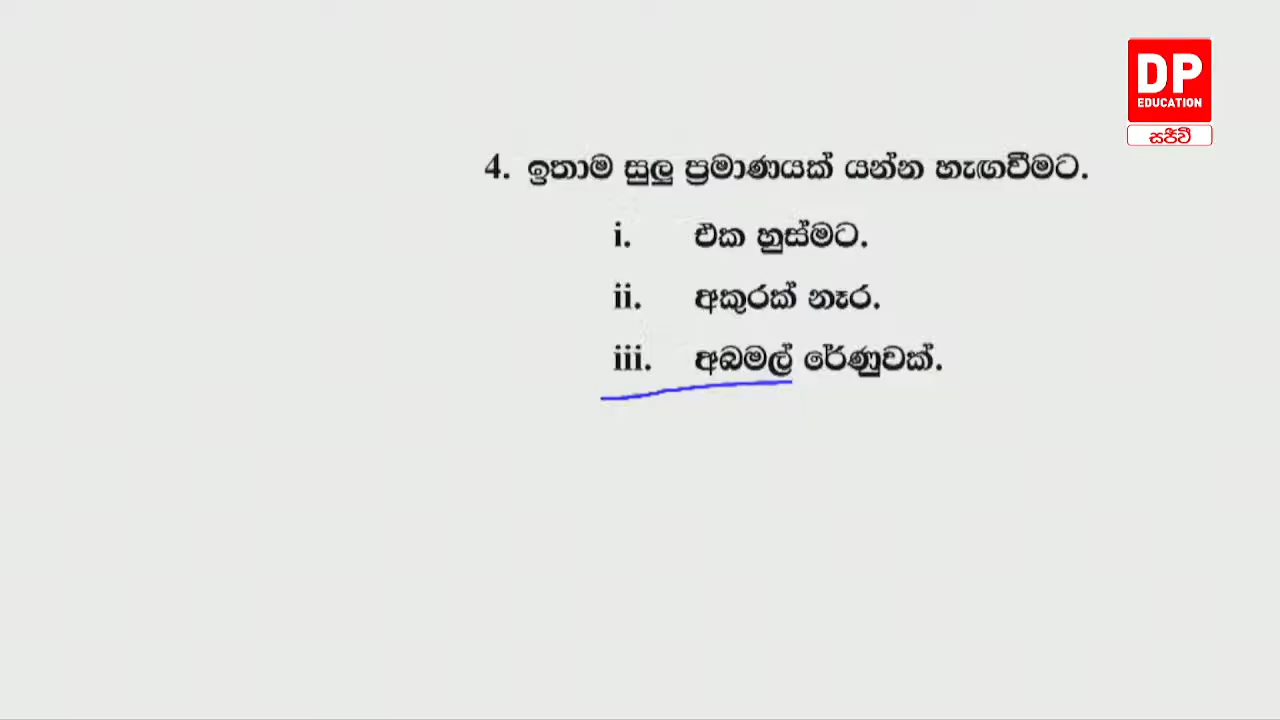 DP
EDUCATION
සජීවී
4. ඉතාම සුලු ප්‍රමාණයක් යන්න හැඟවීමට.
i. එක හුස්මට.
ii. අකුරක් නෑර.
iii. අබමල් රේණුවක්.